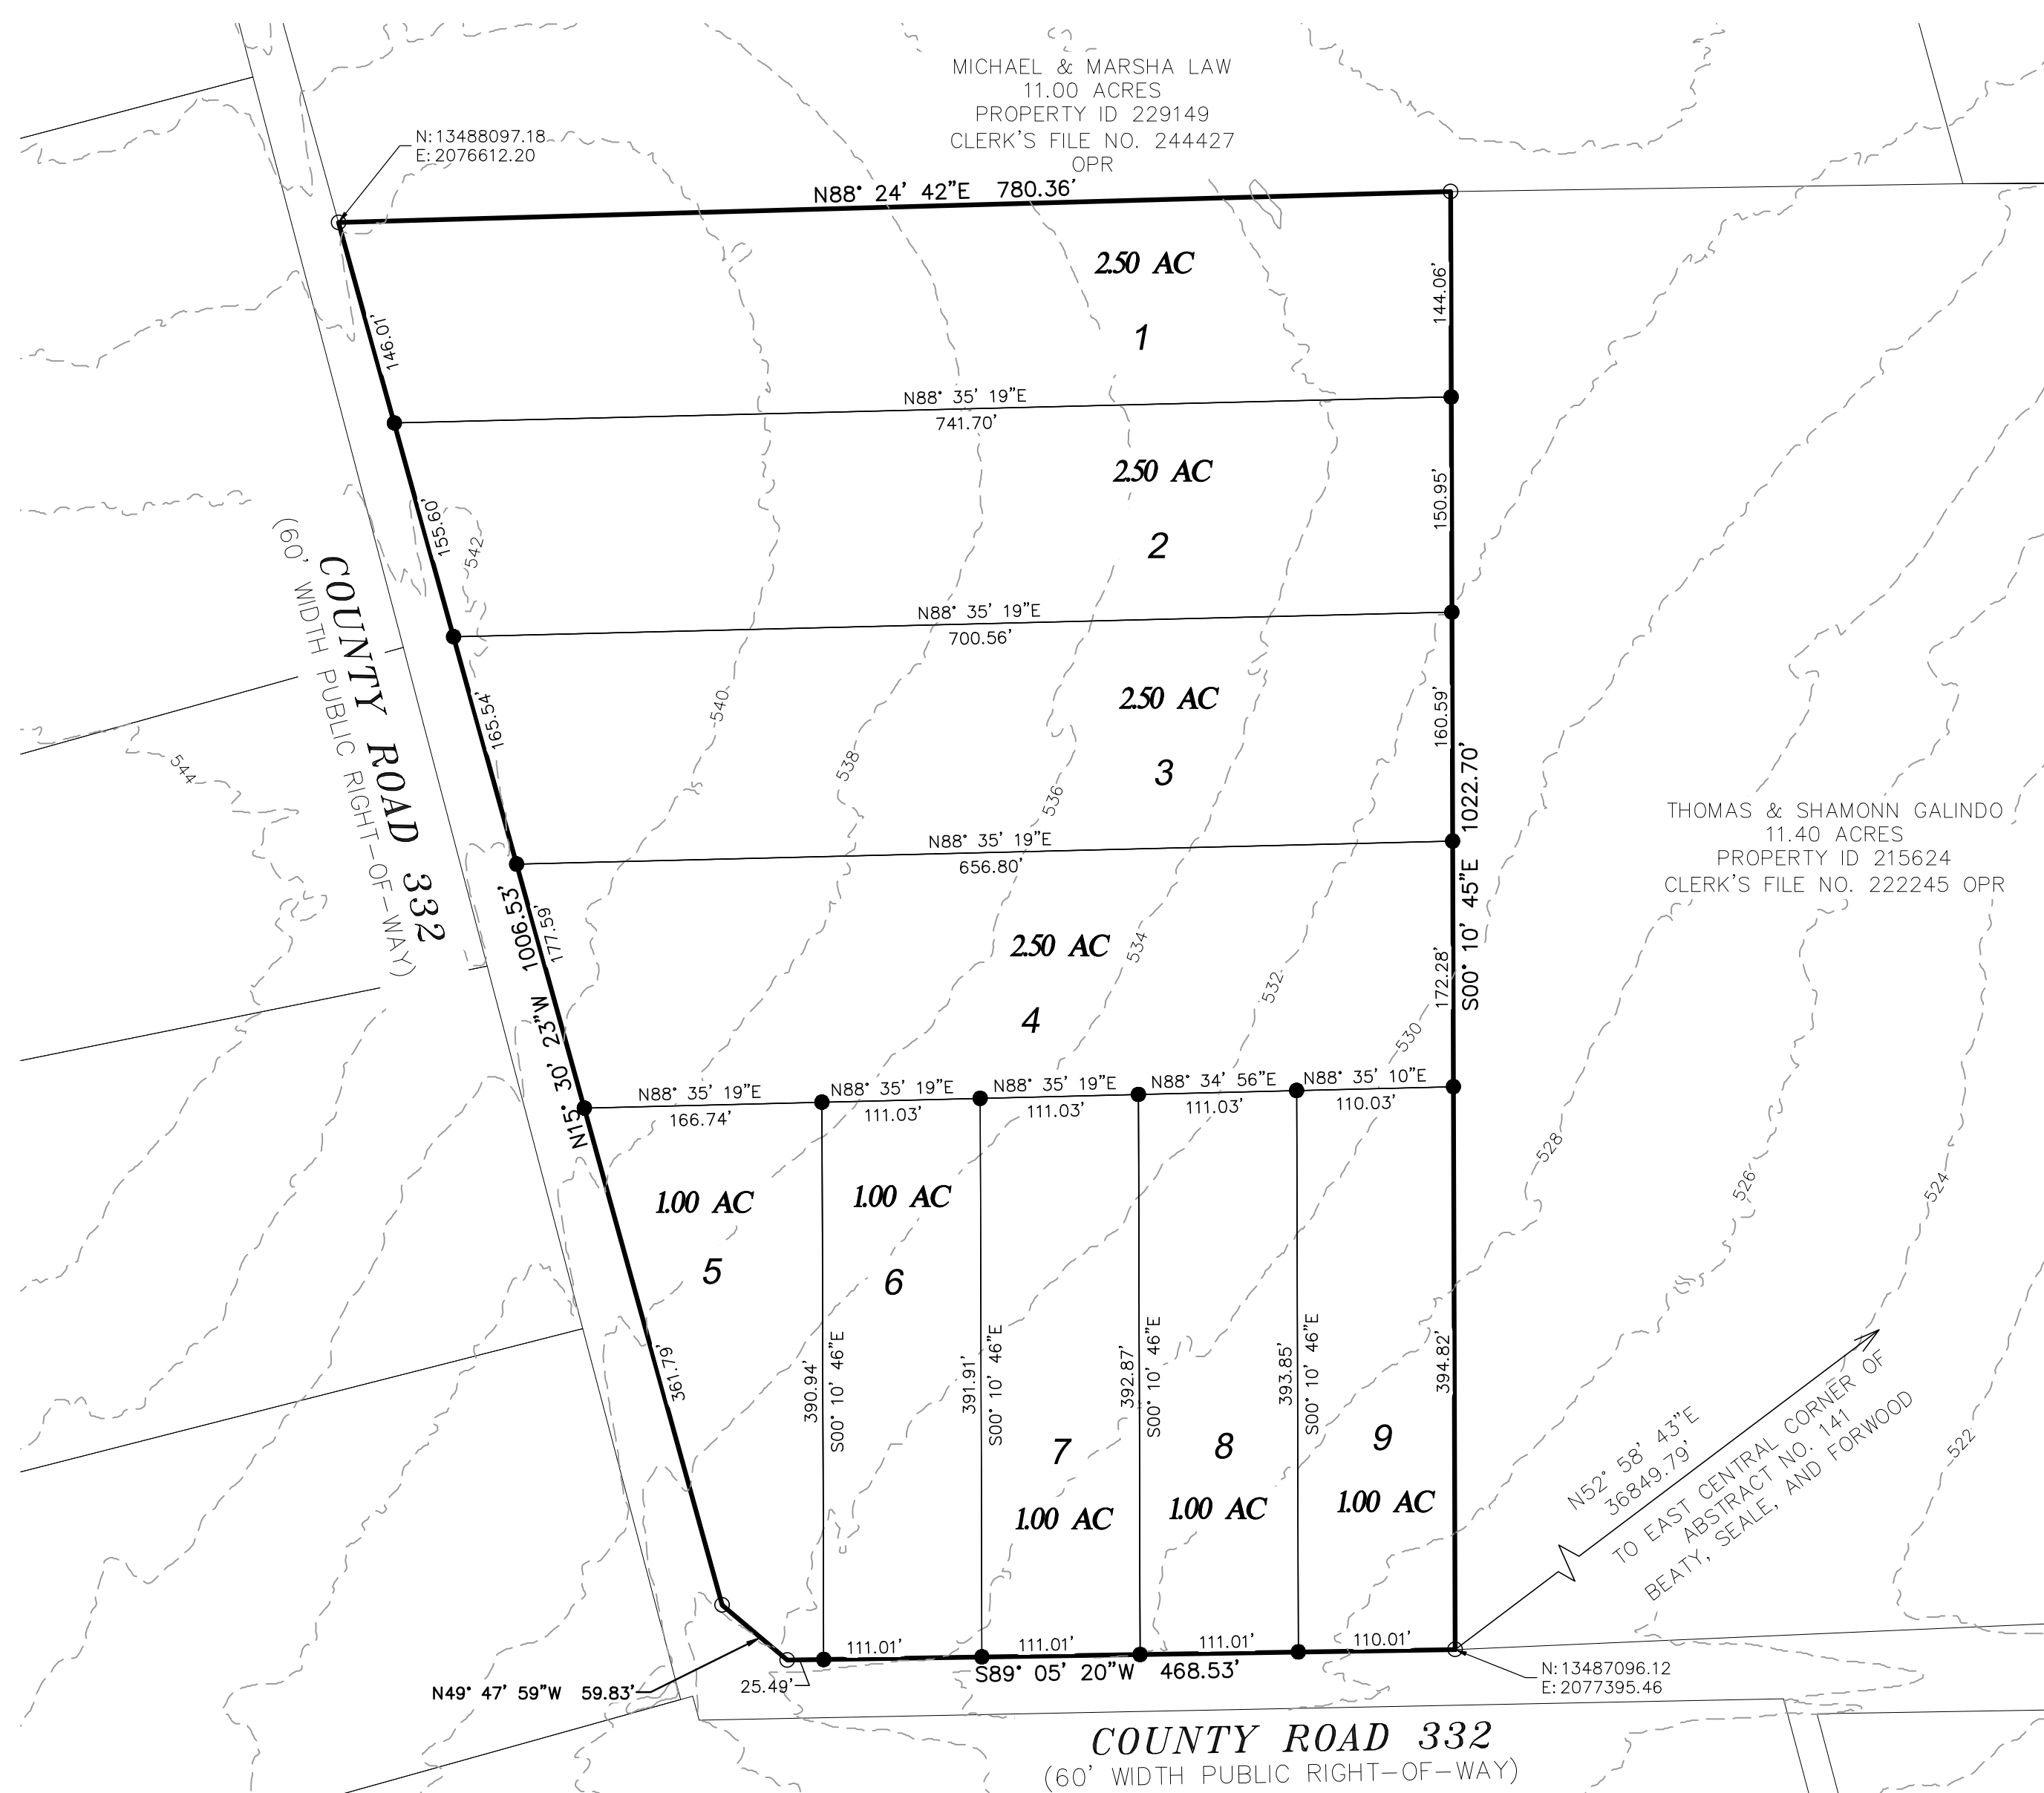 MICHAEL & MARSHA LAW
11.00 ACRES
PROPERTY ID 229149
CLERK'S FILE NO. 244427
OPR
N: 13488097.18
E: 2076612.20
N88° 24' 42"E 780.36'
2.50 AC
1
144.06'
146.01'
N88° 35' 19"E
741.70'
2.50 AC
2
150.95'
155.60'
542
N88° 35' 19"E
700.56'
COUNTY ROAD 332
(60' WIDTH PUBLIC RIGHT-OF-WAY)
2.50 AC
3
160.59'
165.54'
540
538
536
544
S00° 10' 45"E 1022.70'
THOMAS & SHAMONN GALINDO
11.40 ACRES
PROPERTY ID 215624
CLERK'S FILE NO. 222245 OPR
N88° 35' 19"E
656.80'
N15° 30' 23"W 1006.53'
177.59'
2.50 AC
4
534
532
530
172.28'
N88° 35' 19"E
166.74'
N88° 35' 19"E
111.03'
N88° 35' 19"E
111.03'
N88° 34' 56"E
111.03'
N88° 35' 10"E
110.03'
528
526
524
522
1.00 AC
5
1.00 AC
6
361.79'
390.94'
S00° 10' 46"E
391.91'
S00° 10' 46"E
392.87'
S00° 10' 46"E
393.85'
S00° 10' 46"E
394.82'
7
1.00 AC
8
1.00 AC
9
1.00 AC
N52° 58' 43"E
36849.79'
TO EAST CENTRAL CORNER OF
ABSTRACT NO. 141
BEATY, SEALE, AND FORWOOD
111.01'
111.01'
111.01'
110.01'
S89° 05' 20"W 468.53'
25.49'
N49° 47' 59"W 59.83'
N: 13487096.12
E: 2077395.46
COUNTY ROAD 332
(60' WIDTH PUBLIC RIGHT-OF-WAY)